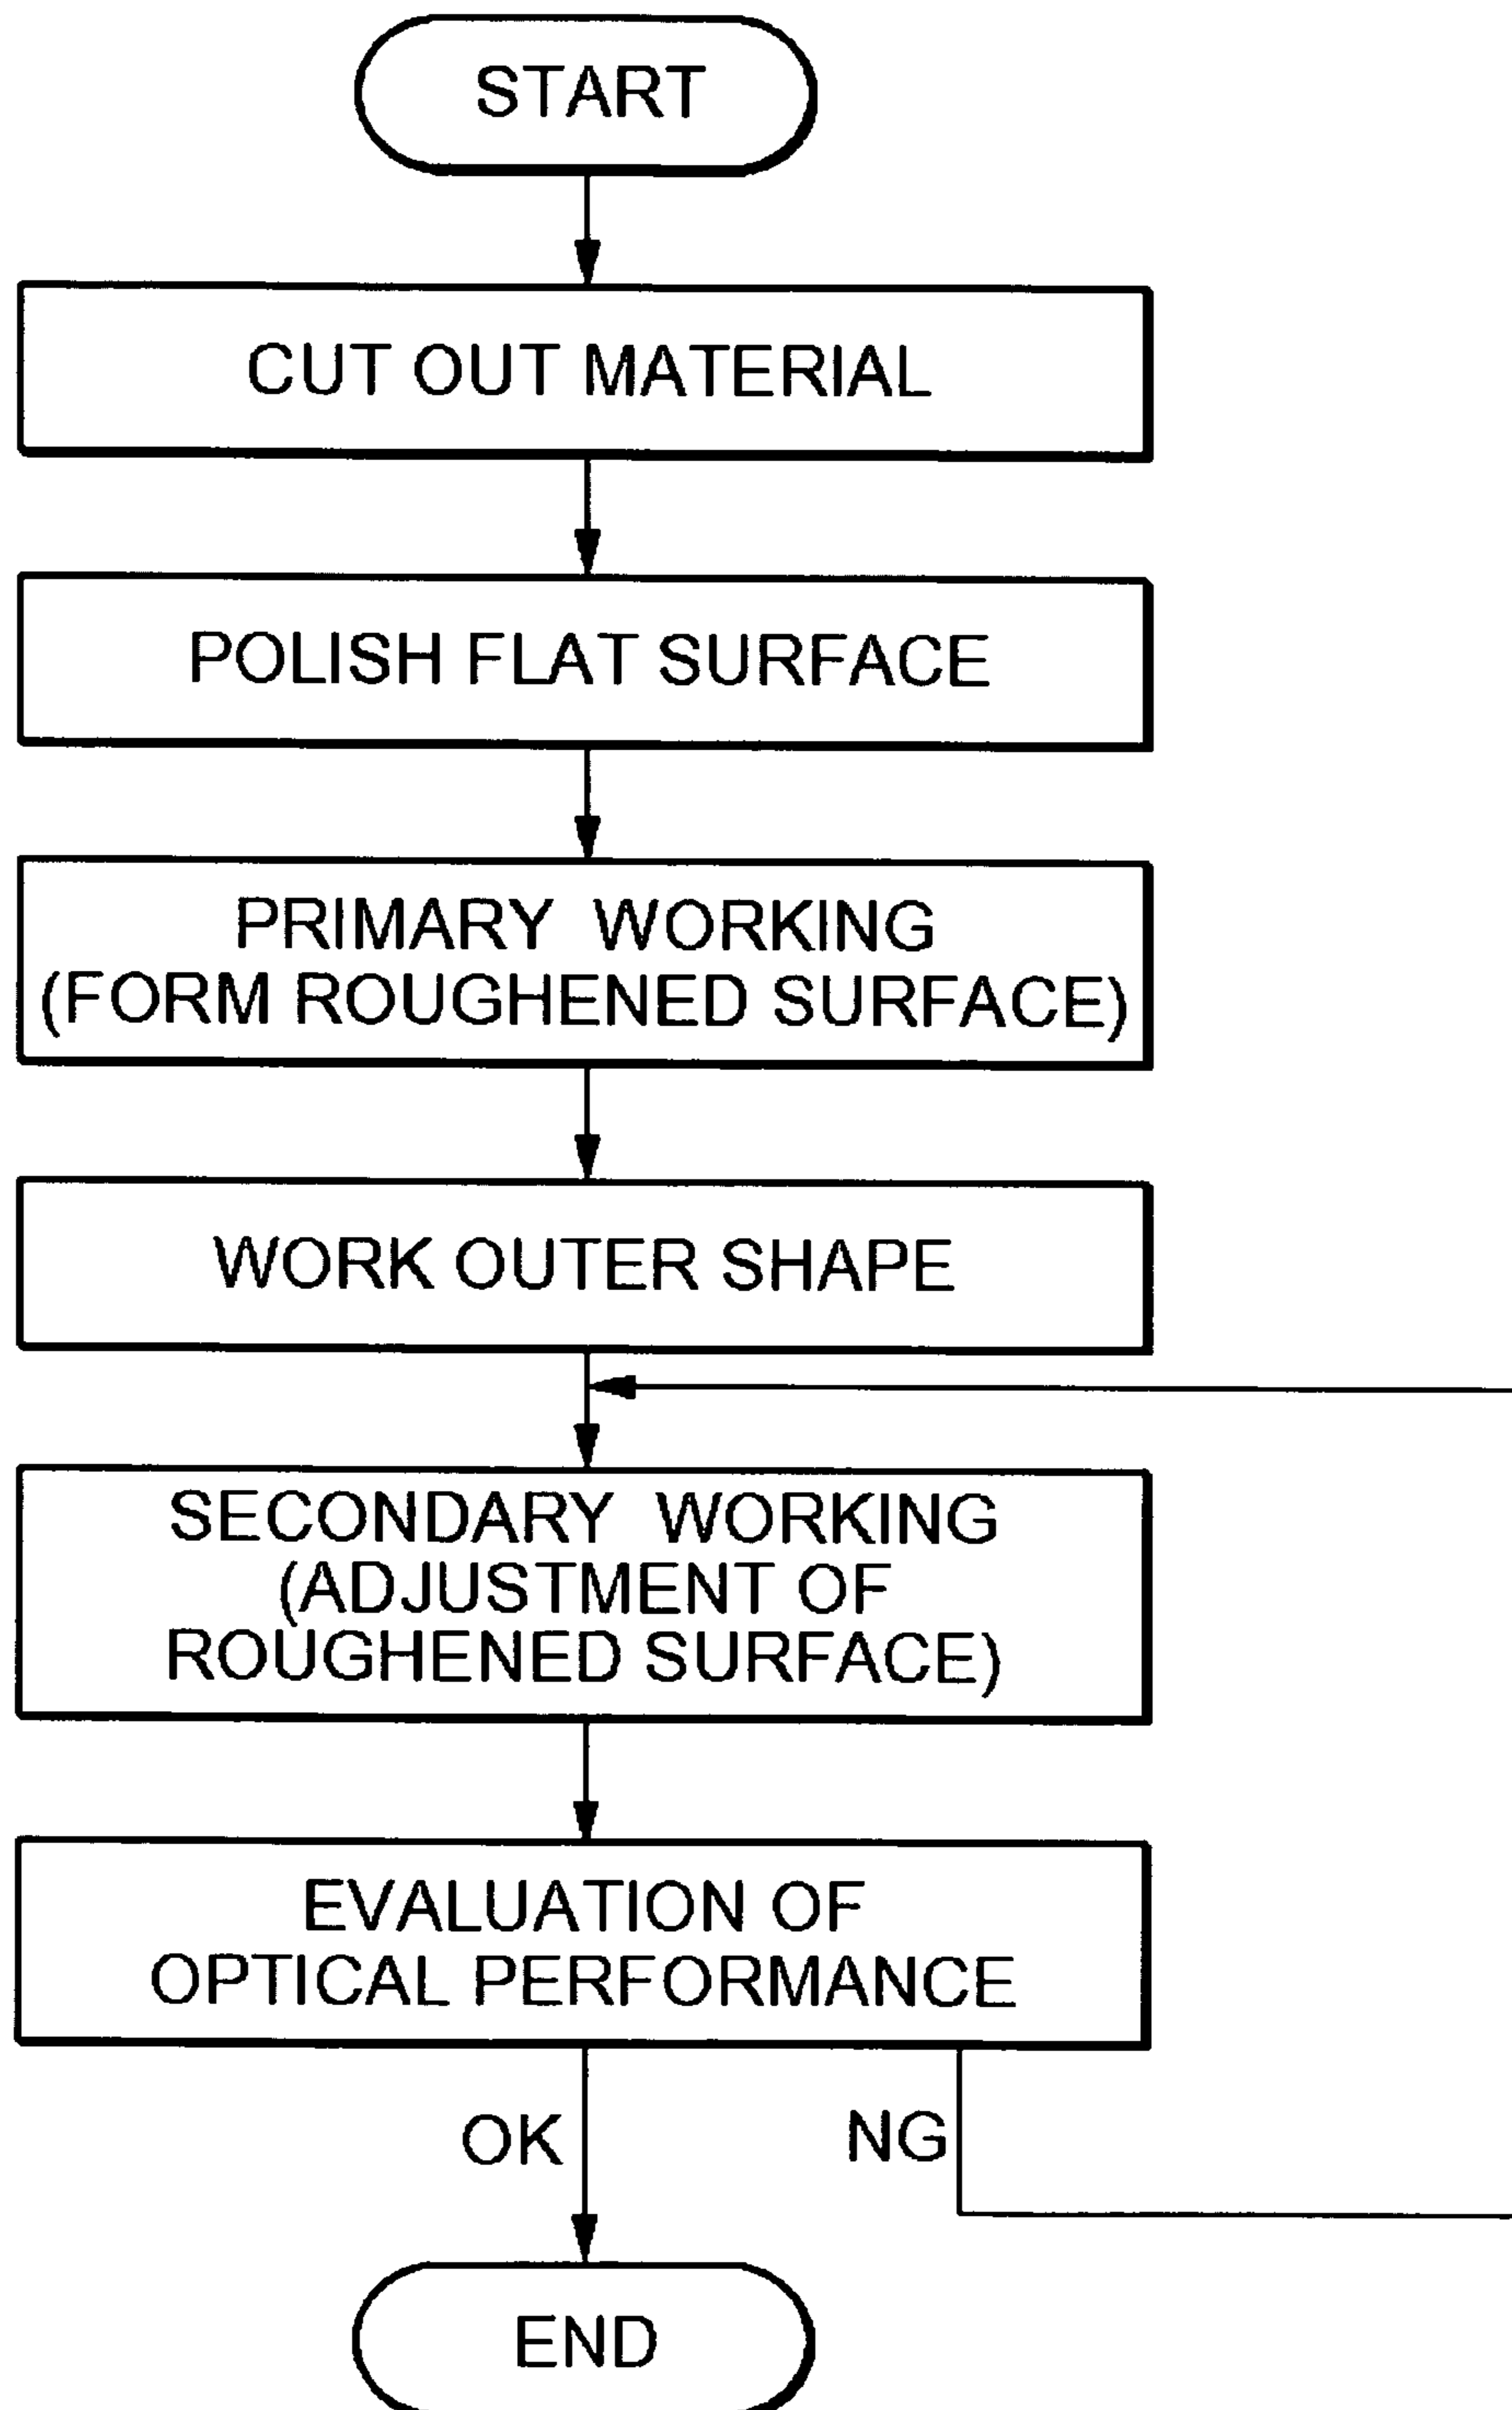 START
CUT OUT MATERIAL
POLISH FLAT SURFACE
PRIMARY WORKING
(FORM ROUGHENED SURFACE)
WORK OUTER SHAPE
SECONDARY WORKING
(ADJUSTMENT OF
ROUGHENED SURFACE)
EVALUATION OF
OPTICAL PERFORMANCE
OK
NG
END